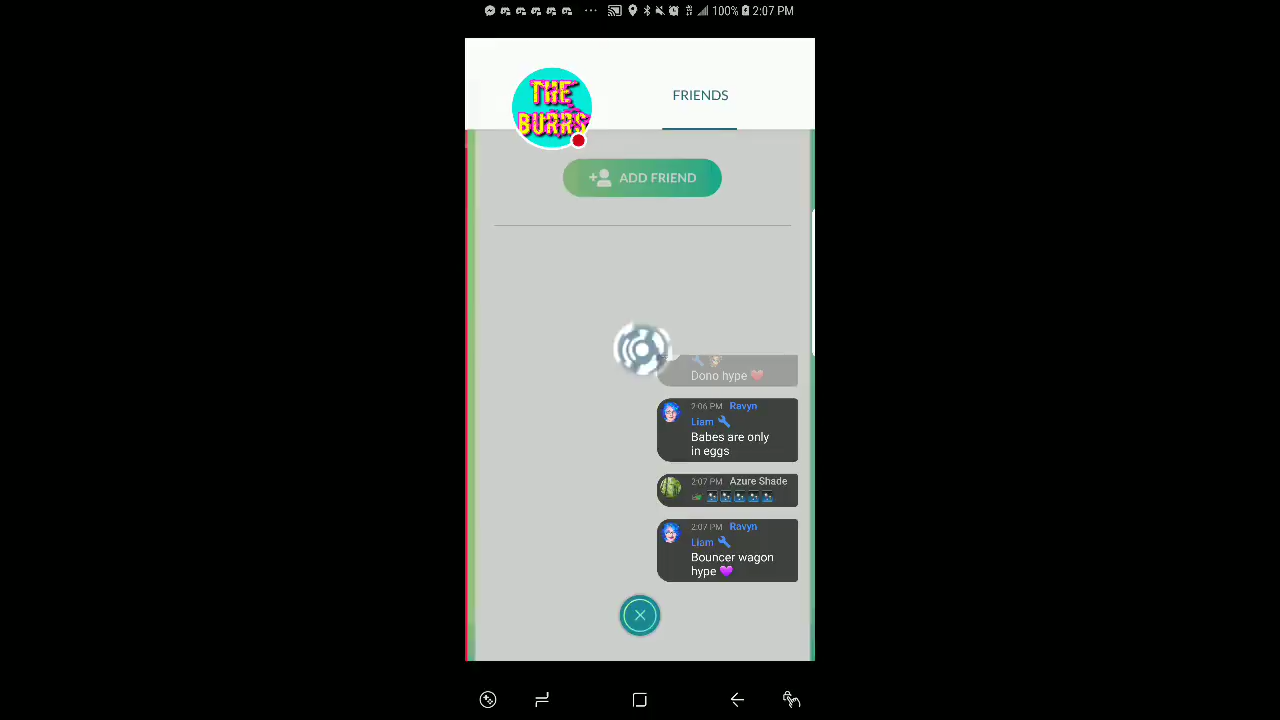 100% 2:07 PM
THE
BURRS
FRIENDS
ADD FRIEND
Dono hype ❤️
2:06 PM Ravyn
Liam 🔧
Babes are only
in eggs
2:07 PM Azure Shade
2:07 PM Ravyn
Liam 🔧
Bouncer wagon
hype 💜